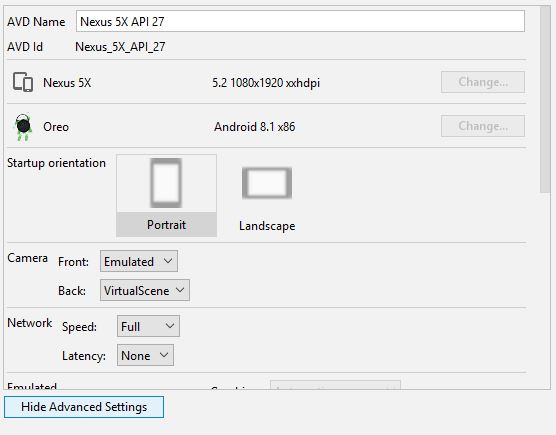 AVD Name Nexus 5X API 27
AVD Id Nexus_5X_API_27
Nexus 5X 5.2 1080x1920 xxhdpi Change...
Oreo Android 8.1 x86 Change...
Startup orientation
Portrait
Landscape
Camera Front: Emulated
Back: VirtualScene
Network Speed: Full
Latency: None
Emulated
Hide Advanced Settings